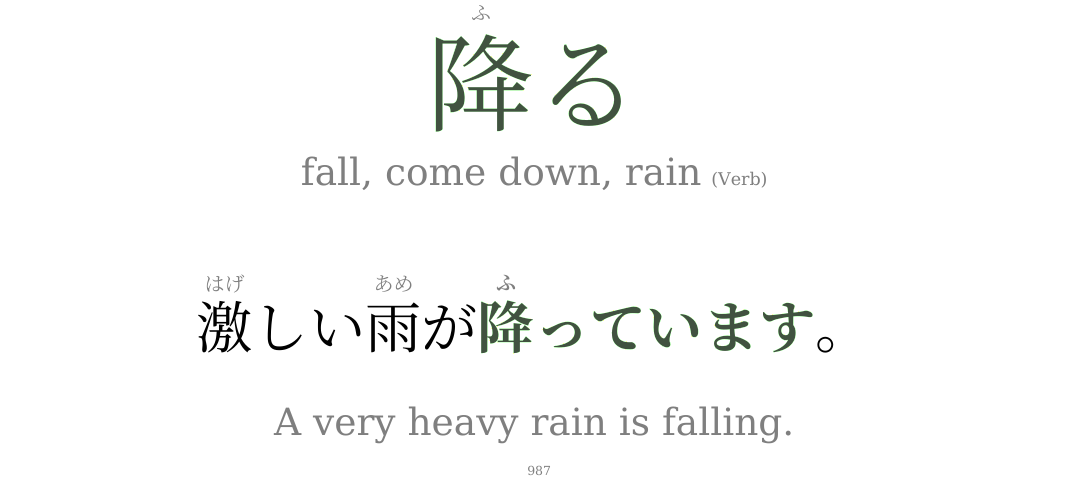 ふ
降る
fall, come down, rain (Verb)
はげ あめ ふ
激しい雨が降っています。
A very heavy rain is falling.
987